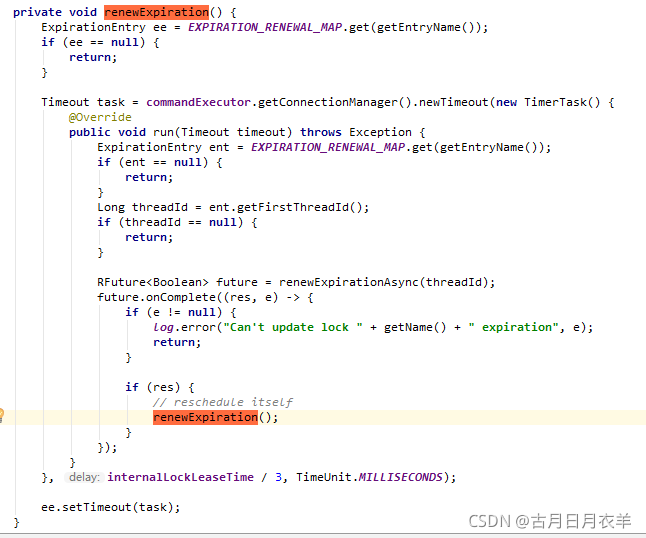 private void renewExpiration() {
    ExpirationEntry ee = EXPIRATION_RENEWAL_MAP.get(getEntryName());
    if (ee == null) {
        return;
    }

    Timeout task = commandExecutor.getConnectionManager().newTimeout(new TimerTask() {
        @Override
        public void run(Timeout timeout) throws Exception {
            ExpirationEntry ent = EXPIRATION_RENEWAL_MAP.get(getEntryName());
            if (ent == null) {
                return;
            }
            Long threadId = ent.getFirstThreadId();
            if (threadId == null) {
                return;
            }

            RFuture<Boolean> future = renewExpirationAsync(threadId);
            future.onComplete((res, e) -> {
                if (e != null) {
                    log.error("Can't update lock " + getName() + " expiration", e);
                    return;
                }

                if (res) {
                    // reschedule itself
                    renewExpiration();
                }
            });
        }
    }, delay: internalLockLeaseTime / 3, TimeUnit.MILLISECONDS);

    ee.setTimeout(task);
}
CSDN @古月日月衣羊